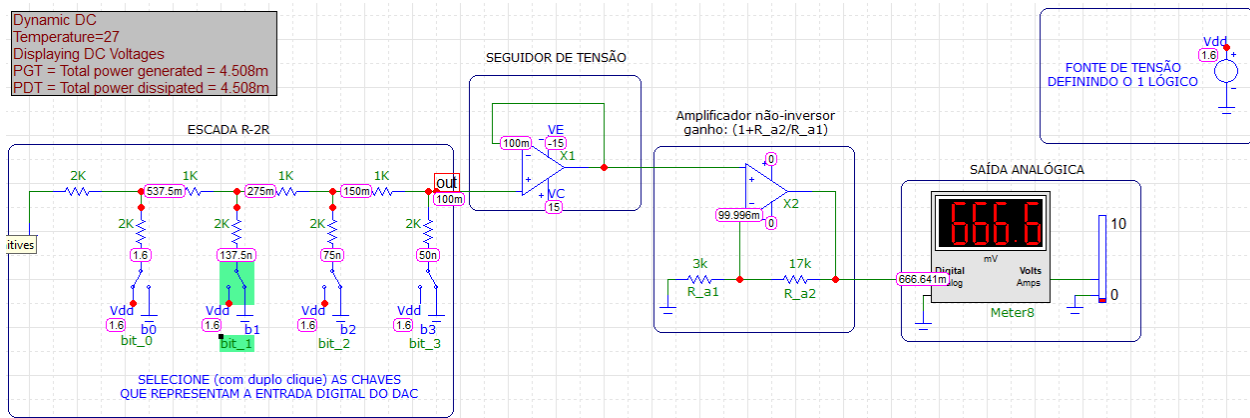 Dynamic DC
Temperature=27
Displaying DC Voltages
PGT = Total power generated = 4.508m
PDT = Total power dissipated = 4.508m
Vdd
1.6
+
-
FONTE DE TENSÃO
DEFININDO O 1 LÓGICO
SEGUIDOR DE TENSÃO
VE
-15
100m
X1
VC
15
Amplificador não-inversor
ganho: (1+R_a2/R_a1)
0
X2
99.996m
0
3k
R_a1
17k
R_a2
ESCADA R-2R
2K
537.5m
1K
275m
1K
150m
1K
out
100m
2K
2K
2K
2K
itives
1.6
137.5n
75n
50n
Vdd
1.6
b0
bit_0
Vdd
1.6
b1
bit_1
Vdd
1.6
b2
bit_2
Vdd
1.6
b3
bit_3
SELECIONE (com duplo clique) AS CHAVES
QUE REPRESENTAM A ENTRADA DIGITAL DO DAC
SAÍDA ANALÓGICA
666.6
mV
666.641m
Digital
Volts
Amps
Meter8
10
0